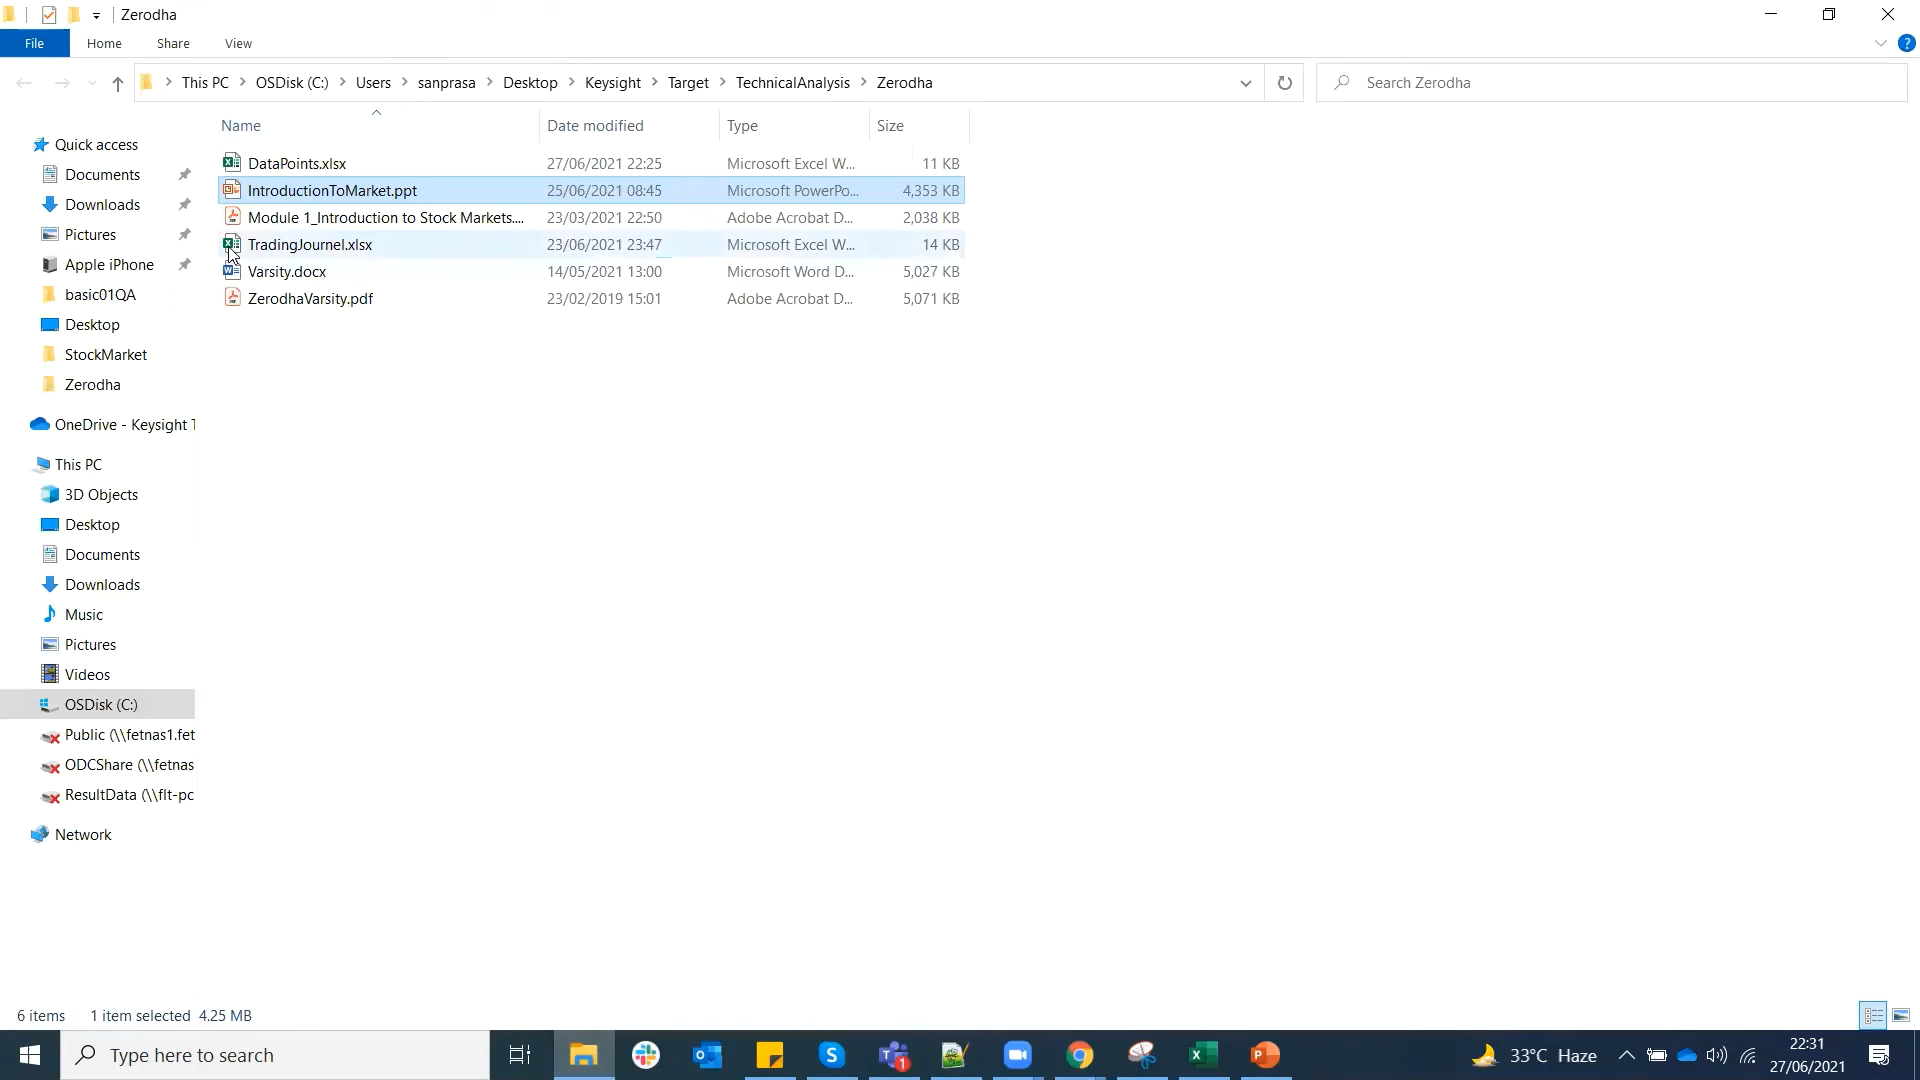 Zerodha
File Home Share View
This PC OSDisk (C:) Users sanprasa Desktop Keysight Target TechnicalAnalysis Zerodha
Search Zerodha
Name Date modified Type Size
DataPoints.xlsx 27/06/2021 22:25 Microsoft Excel W... 11 KB
IntroductionToMarket.ppt 25/06/2021 08:45 Microsoft PowerPo... 4,353 KB
Module 1_Introduction to Stock Markets.... 23/03/2021 22:50 Adobe Acrobat D... 2,038 KB
TradingJournel.xlsx 23/06/2021 23:47 Microsoft Excel W... 14 KB
Varsity.docx 14/05/2021 13:00 Microsoft Word D... 5,027 KB
ZerodhaVarsity.pdf 23/02/2019 15:01 Adobe Acrobat D... 5,071 KB
Quick access
Documents
Downloads
Pictures
Apple iPhone
basic01QA
Desktop
StockMarket
Zerodha
OneDrive - Keysight T
This PC
3D Objects
Desktop
Documents
Downloads
Music
Pictures
Videos
OSDisk (C:)
Public (\\fetnas1.fet
ODCShare (\\fetnas
ResultData (\\flt-pc
Network
6 items 1 item selected 4.25 MB
Type here to search
33°C Haze
22:31
27/06/2021